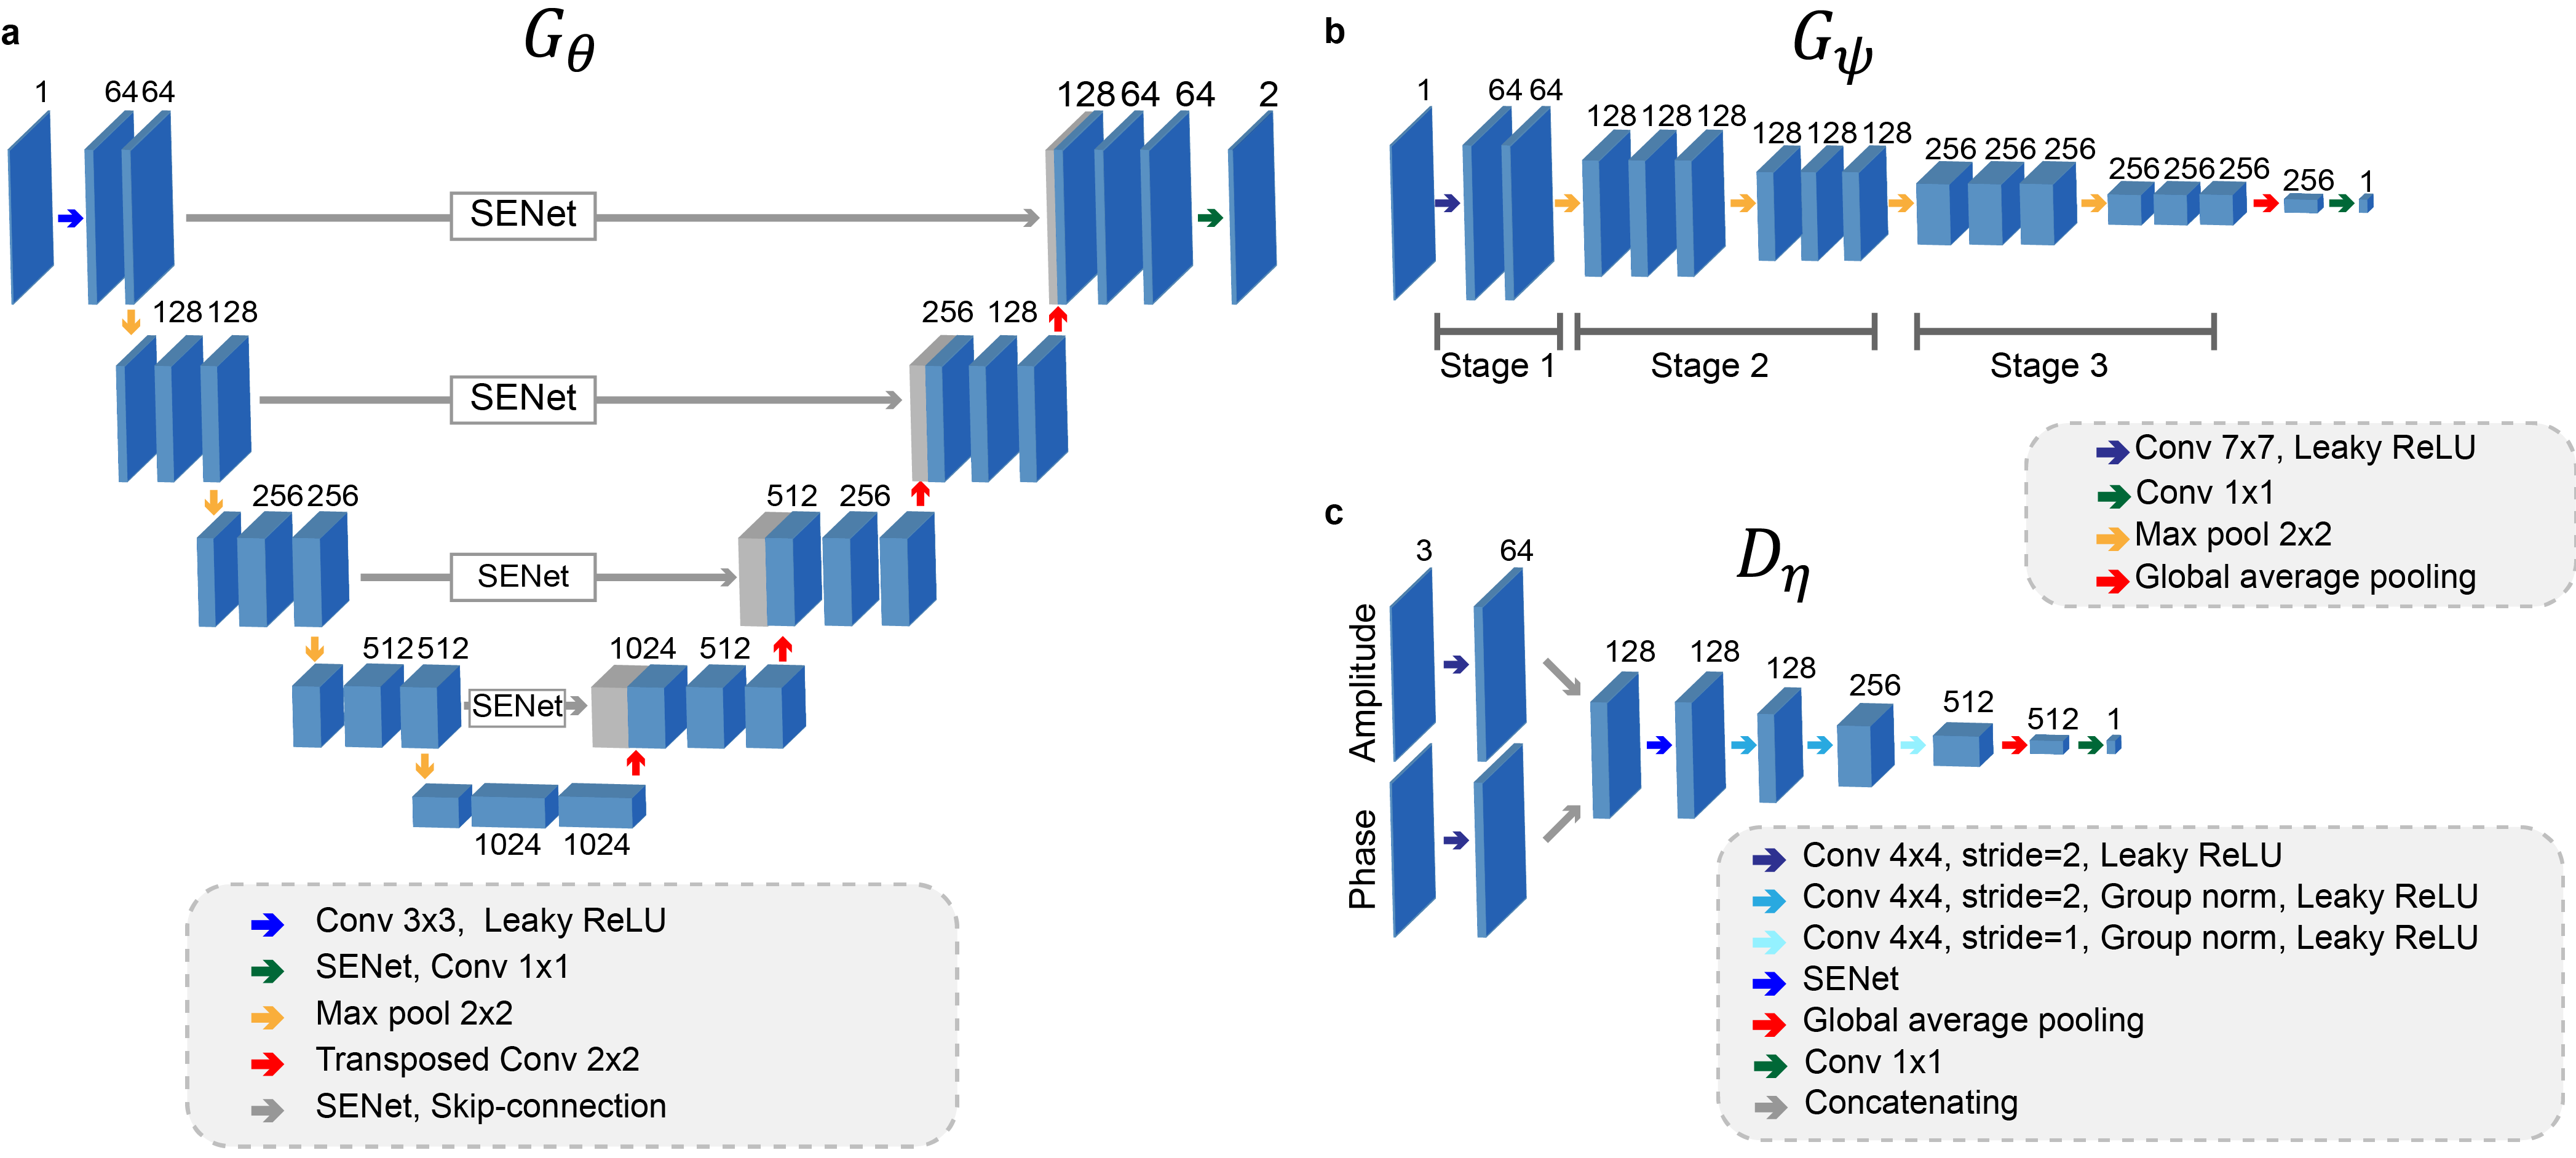 a
G_θ
1
64 64
128 64 64 2
SENet
128 128
256 128
SENet
256 256
512 256
SENet
512 512
1024 512
SENet
1024 1024
Conv 3x3, Leaky ReLU
SENet, Conv 1x1
Max pool 2x2
Transposed Conv 2x2
SENet, Skip-connection
b
G_ψ
1
64 64
128 128 128
128 128 128
256 256 256
256 256 256
256
1
Stage 1
Stage 2
Stage 3
Conv 7x7, Leaky ReLU
Conv 1x1
Max pool 2x2
Global average pooling
c
D_η
3
64
Amplitude
Phase
128
128
128
256
512
512
1
Conv 4x4, stride=2, Leaky ReLU
Conv 4x4, stride=2, Group norm, Leaky ReLU
Conv 4x4, stride=1, Group norm, Leaky ReLU
SENet
Global average pooling
Conv 1x1
Concatenating